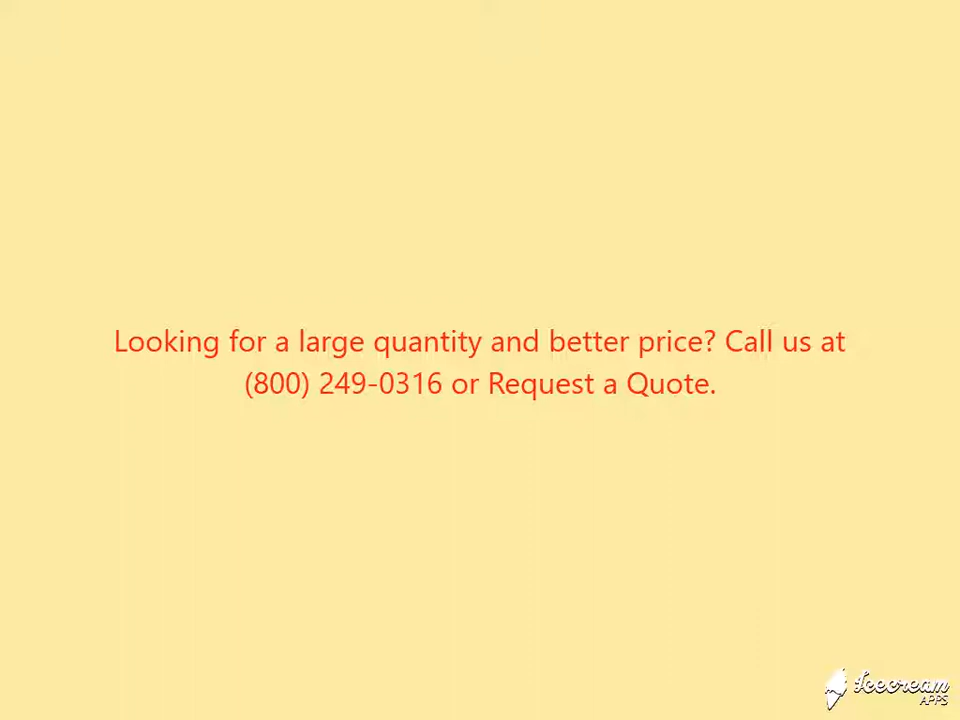 Looking for a large quantity and better price? Call us at
(800) 249-0316 or Request a Quote.
Icecream
APPS